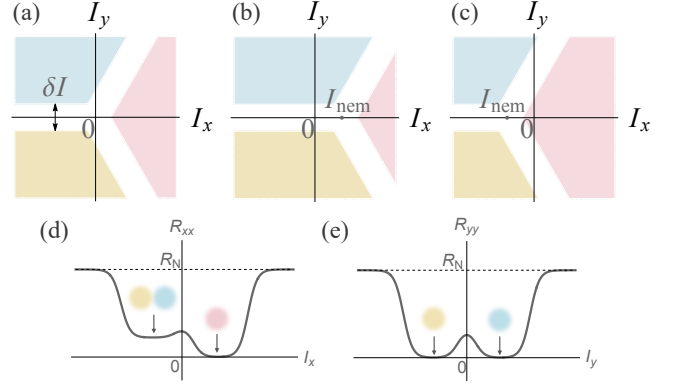 (a) I_y
δI
I_x
0
(b) I_y
I_nem
I_x
0
(c) I_y
I_nem
I_x
0
(d) R_xx
R_N
0
I_x
(e) R_yy
R_N
0
I_y